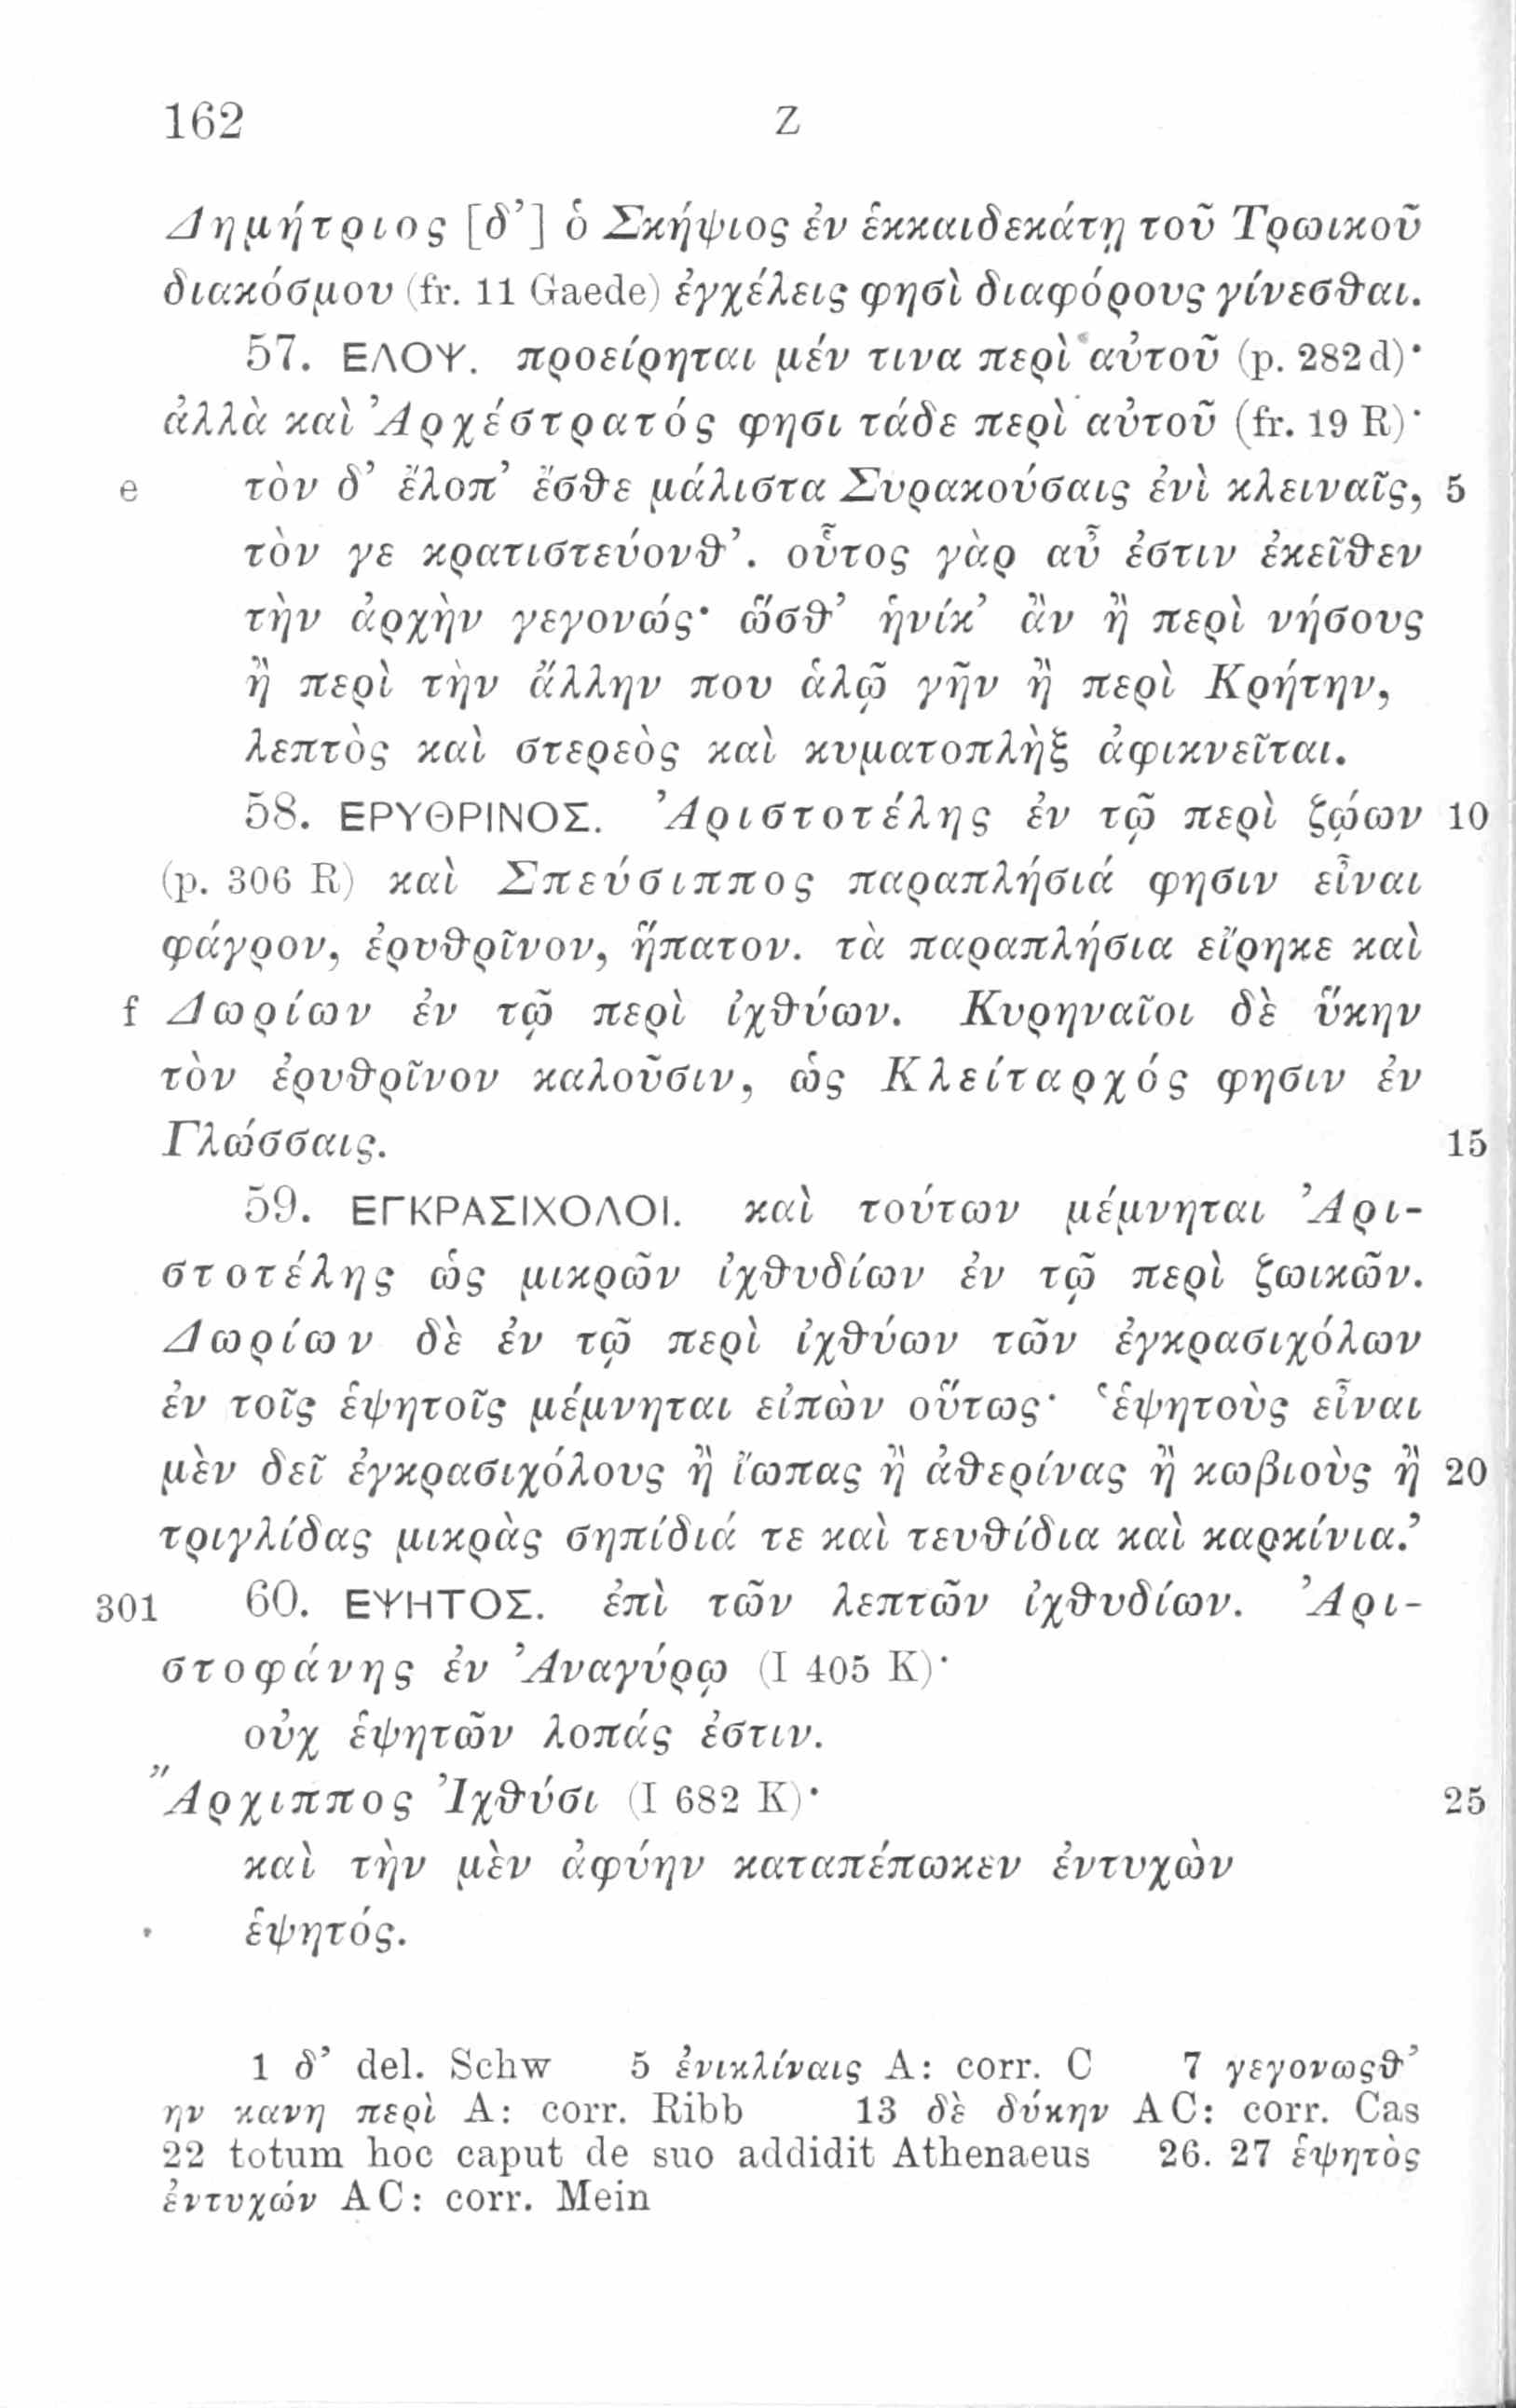 162 Z
Δημήτριος [δ’] ὁ Σκήψιος ἐν ἑκκαιδεκάτῃ τοῦ Τρωικοῦ
διακόσμου (fr. 11 Gaede) ἐγχέλεις φησὶ διαφόρους γίνεσθαι.
57. ΕΛΟΨ. προείρηται μέν τινα περὶ αὐτοῦ (p. 282 d)·
ἀλλὰ καὶ Ἀρχέστρατός φησι τάδε περὶ αὐτοῦ (fr. 19 R)·
e τὸν δ’ ἔλοπ’ ἔσθε μάλιστα Συρακούσαις ἐνὶ κλειναῖς, 5
τὸν γε κρατιστεύονθ’. οὗτος γὰρ αὖ ἐστιν ἐκεῖθεν
τὴν ἀρχὴν γεγονώς· ὥσθ’ ἡνίκ’ ἂν ἢ περὶ νήσους
ἢ περὶ τὴν ἄλλην που ἁλῷ γῆν ἢ περὶ Κρήτην,
λεπτὸς καὶ στερεὸς καὶ κυματοπλὴξ ἀφικνεῖται.
58. ΕΡΥΘΡΙΝΟΣ. Ἀριστοτέλης ἐν τῷ περὶ ζῴων 10
(p. 306 R) καὶ Σπεύσιππος παραπλήσιά φησιν εἶναι
φάγρον, ἐρυθρῖνον, ἥπατον. τὰ παραπλήσια εἴρηκε καὶ
f Δωρίων ἐν τῷ περὶ ἰχθύων. Κυρηναῖοι δὲ ὕκην
τὸν ἐρυθρῖνον καλοῦσιν, ὡς Κλείταρχός φησιν ἐν
Γλώσσαις. 15
59. ΕΓΚΡΑΣΙΧΟΛΟΙ. καὶ τούτων μέμνηται Ἀρι-
στοτέλης ὡς μικρῶν ἰχθυδίων ἐν τῷ περὶ ζωικῶν.
Δωρίων δὲ ἐν τῷ περὶ ἰχθύων τῶν ἐγκρασιχόλων
ἐν τοῖς ἑψητοῖς μέμνηται εἰπὼν οὕτως· ‘ἑψητοὺς εἶναι
μὲν δεῖ ἐγκρασιχόλους ἢ ἴωπας ἢ ἀθερίνας ἢ κωβιοὺς ἢ 20
τριγλίδας μικρὰς σηπίδιά τε καὶ τευθίδια καὶ καρκίνια.’
301 60. ΕΨΗΤΟΣ. ἐπὶ τῶν λεπτῶν ἰχθυδίων. Ἀρι-
στοφάνης ἐν Ἀναγύρῳ (I 405 K)·
οὐχ ἑψητῶν λοπάς ἐστιν.
Ἄρχιππος Ἰχθύσι (I 682 K)· 25
καὶ τὴν μὲν ἀφύην καταπέπωκεν ἐντυχὼν
ἑψητός.
1 δ’ del. Schw 5 ἐνικλίναις A: corr. C 7 γεγονωςθ’
ην κανη περὶ A: corr. Ribb 13 δὲ δύκην AC: corr. Cas
22 totum hoc caput de suo addidit Athenaeus 26. 27 ἑψητὸς
ἐντυχών AC: corr. Mein